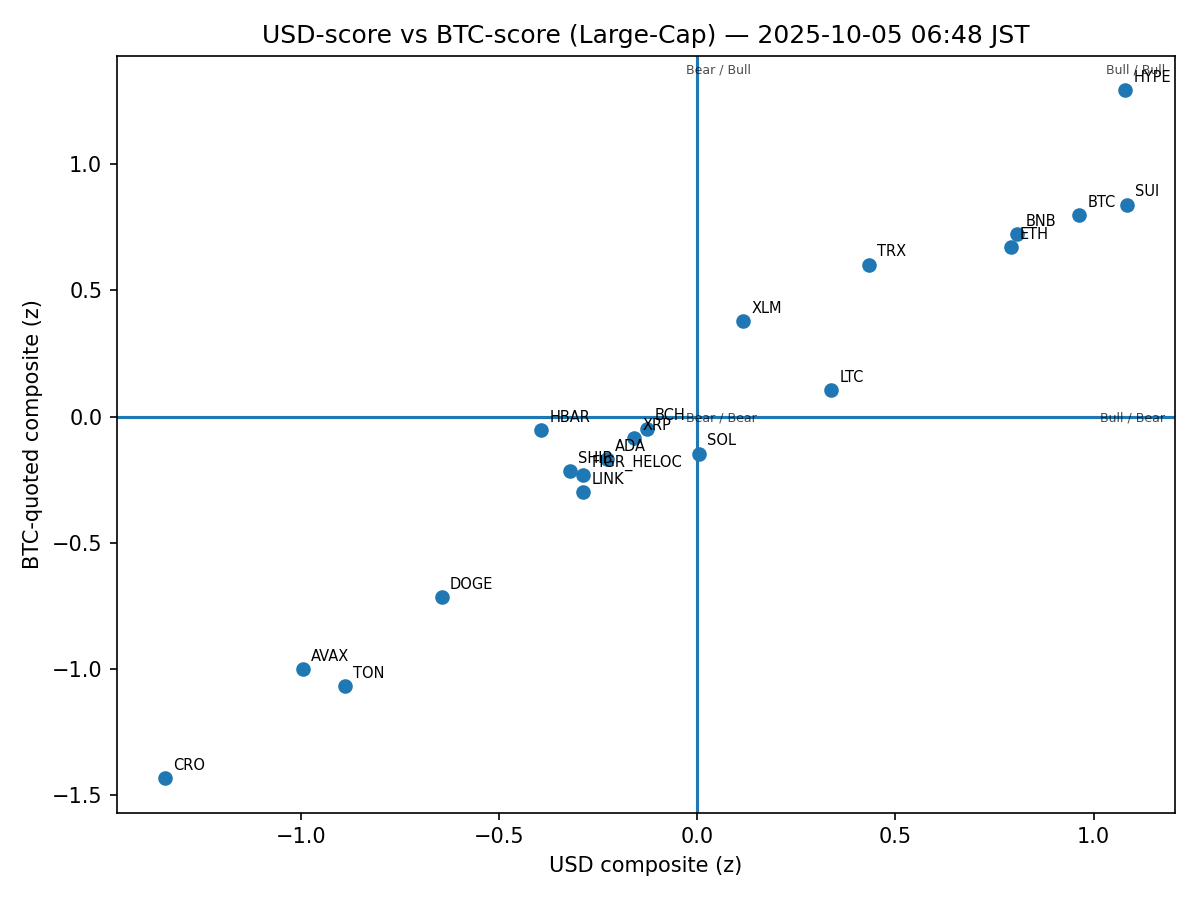 USD-score vs BTC-score (Large-Cap) — 2025-10-05 06:48 JST
Bear / Bull
Bull / Bull
HYPE
SUI
BTC
BNB
ETH
TRX
XLM
LTC
HBAR
BCH
Bear / Bear
Bull / Bear
XRP
SOL
ADA
SHIB
FIGR_HELOC
LINK
DOGE
AVAX
TON
CRO
1.0
0.5
0.0
−0.5
−1.0
−1.5
BTC-quoted composite (z)
−1.0
−0.5
0.0
0.5
1.0
USD composite (z)